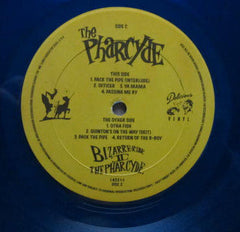 The
SIDE C
PHARCYDE
THIS SIDE
1. PACK THE PIPE (INTERLUDE)
2. OFFICER 3. YA MAMA
4. PASSING ME BY
THE OTHER SIDE
1. OTHA FISH
2. QUINTON'S ON THE WAY (SKIT)
3. PACK THE PIPE 4. RETURN OF THE B-BOY
Delicious
VINYL
BIZARRE RIDE
II
THE PHARCYDE
DISC 2